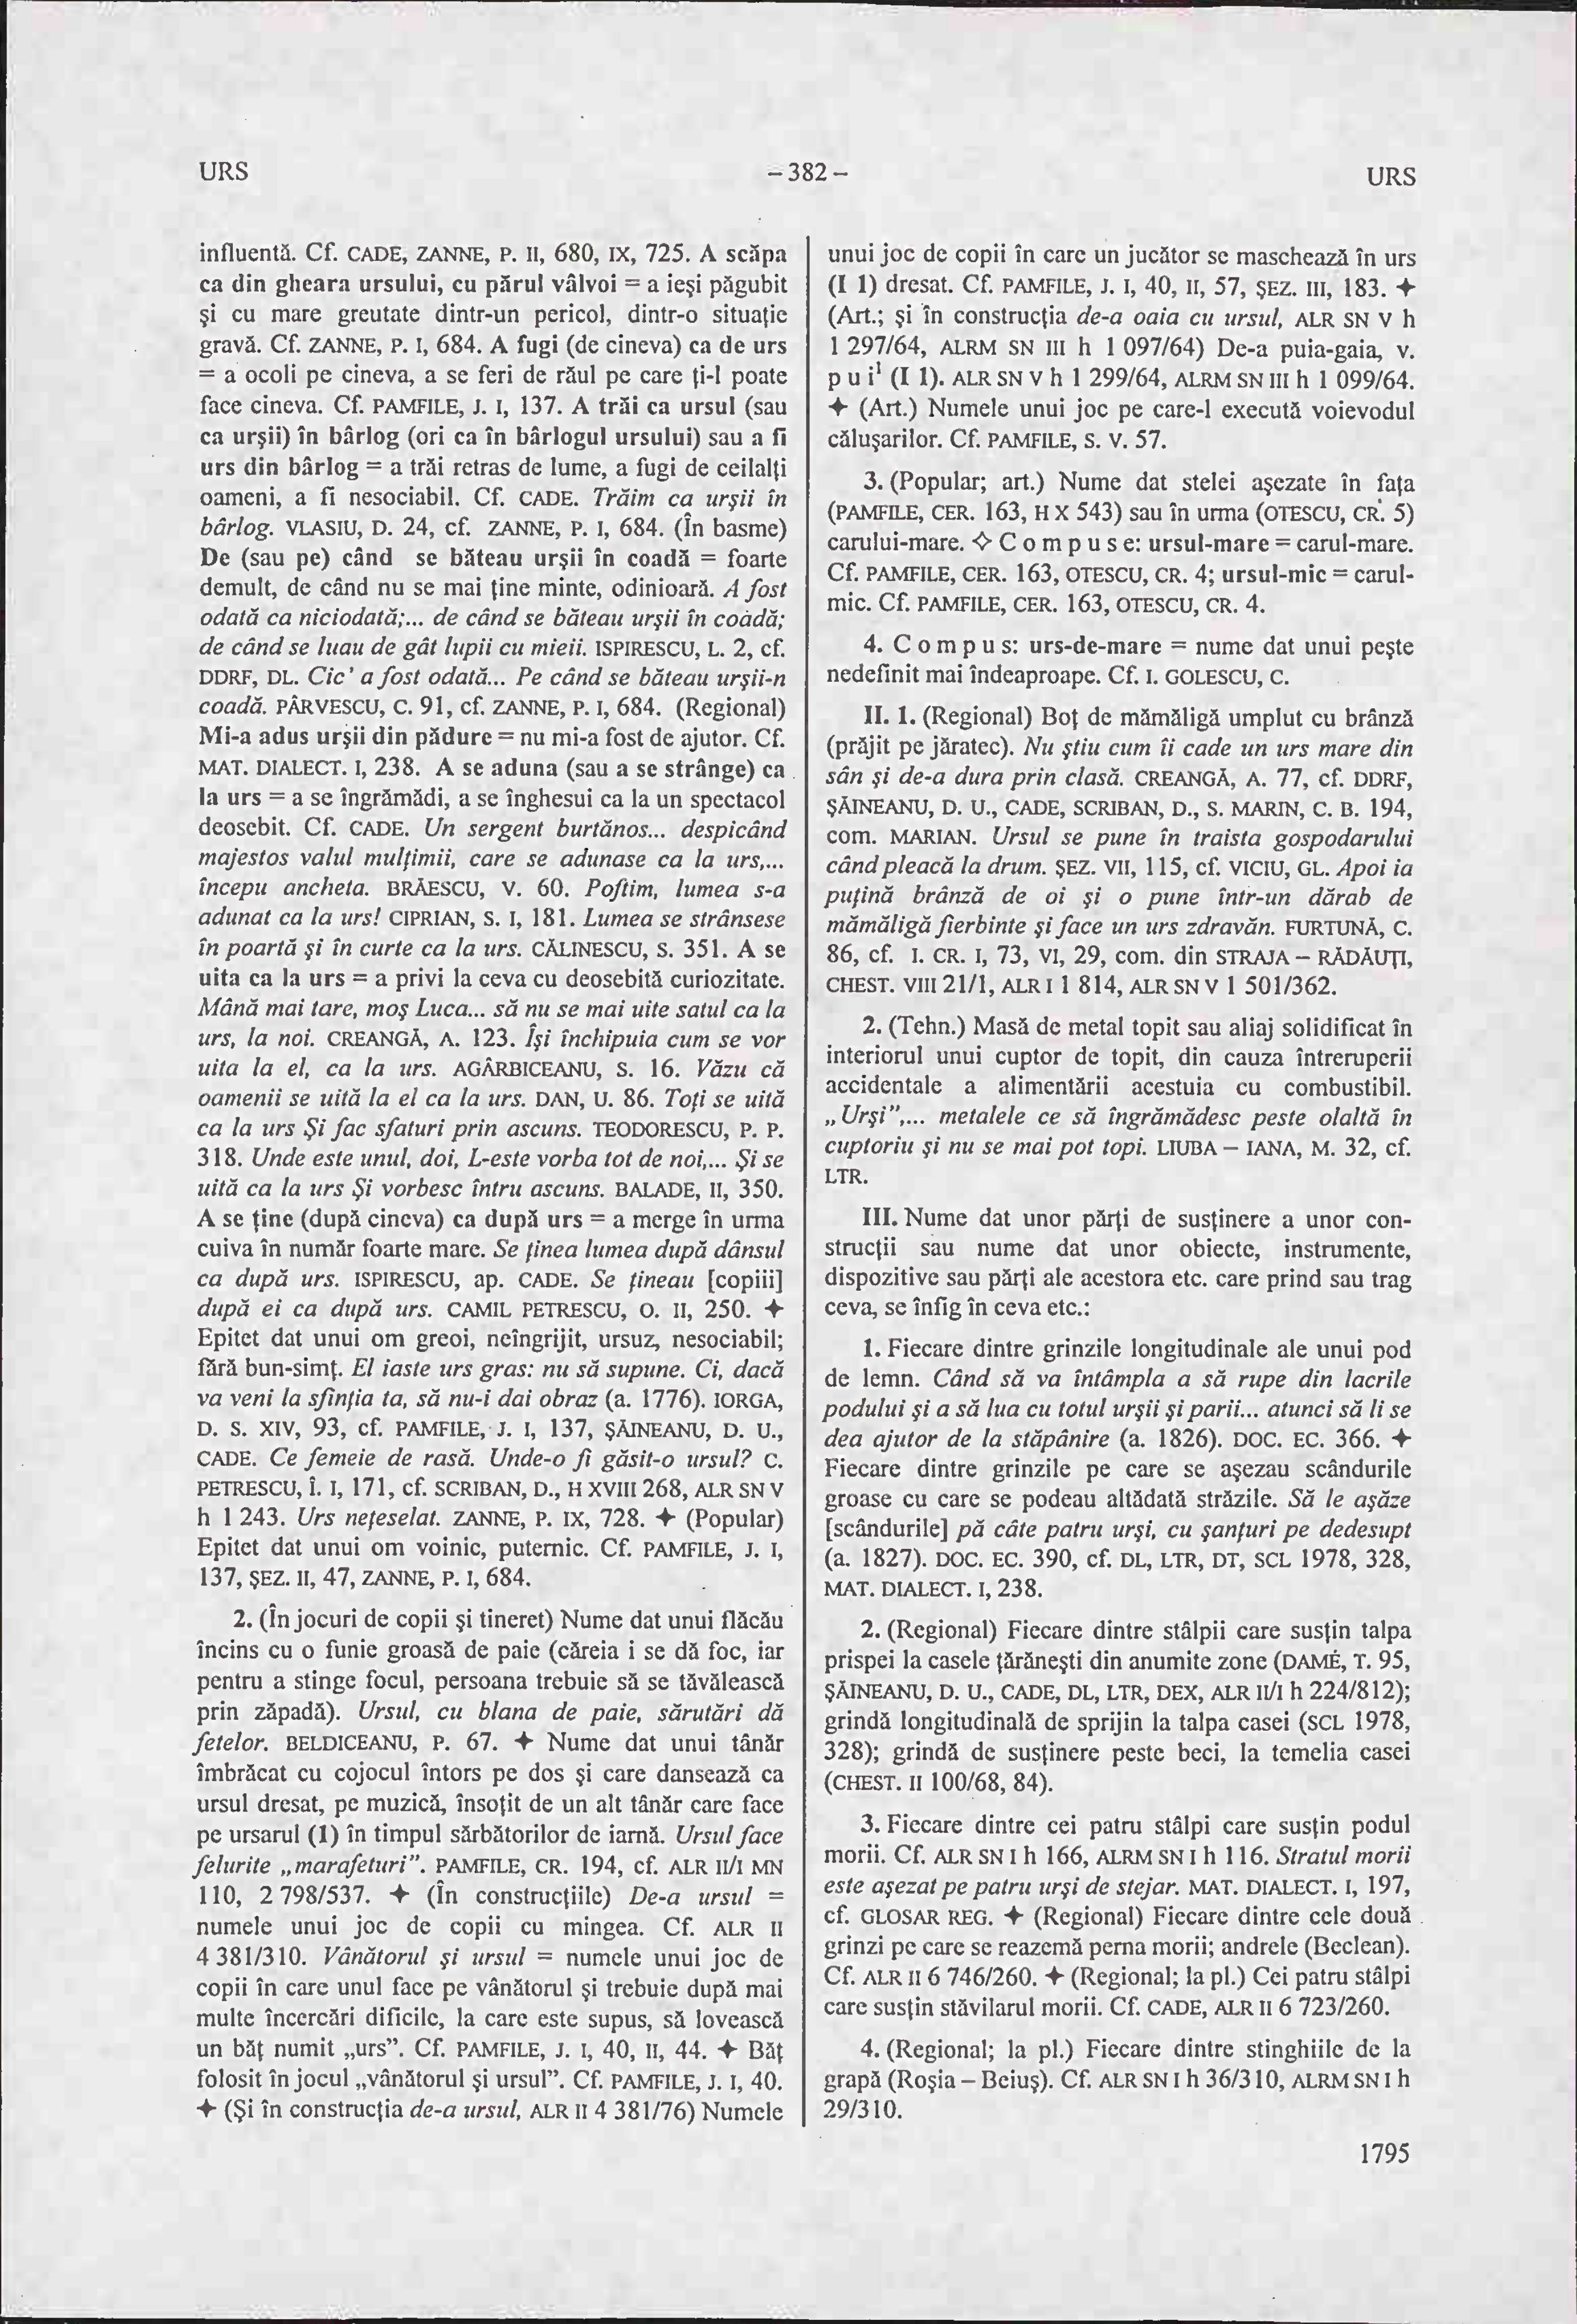 URS
– 382 –
URS
influentă. Cf. CADE, ZANNE, P. II, 680, IX, 725. A scăpa
ca din gheara ursului, cu părul vâlvoi = a ieşi păgubit
şi cu mare greutate dintr-un pericol, dintr-o situaţie
gravă. Cf. ZANNE, P. I, 684. A fugi (de cineva) ca de urs
= a ocoli pe cineva, a se feri de răul pe care ţi-l poate
face cineva. Cf. PAMFILE, J. I, 137. A trăi ca ursul (sau
ca urşii) în bârlog (ori ca în bârlogul ursului) sau a fi
urs din bârlog = a trăi retras de lume, a fugi de ceilalţi
oameni, a fi nesociabil. Cf. CADE. Trăim ca urşii în
bârlog. VLASIU, D. 24, cf. ZANNE, P. I, 684. (În basme)
De (sau pe) când se băteau urşii în coadă = foarte
demult, de când nu se mai ţine minte, odinioară. A fost
odată ca niciodată;... de când se băteau urşii în coadă;
de când se luau de gât lupii cu mieii. ISPIRESCU, L. 2, cf.
DDRF, DL. Cic' a fost odată... Pe când se băteau urşii-n
coadă. PÂRVESCU, C. 91, cf. ZANNE, P. I, 684. (Regional)
Mi-a adus urşii din pădure = nu mi-a fost de ajutor. Cf.
MAT. DIALECT. I, 238. A se aduna (sau a se strânge) ca
la urs = a se îngrămădi, a se înghesui ca la un spectacol
deosebit. Cf. CADE. Un sergent burtănos... despicând
majestos valul mulţimii, care se adunase ca la urs,...
începu ancheta. BRĂESCU, V. 60. Poftim, lumea s-a
adunat ca la urs! CIPRIAN, S. I, 181. Lumea se strânsese
în poartă şi în curte ca la urs. CĂLINESCU, S. 351. A se
uita ca la urs = a privi la ceva cu deosebită curiozitate.
Mână mai tare, moş Luca... să nu se mai uite satul ca la
urs, la noi. CREANGĂ, A. 123. Îşi închipuia cum se vor
uita la el, ca la urs. AGÂRBICEANU, S. 16. Văzu că
oamenii se uită la el ca la urs. DAN, U. 86. Toţi se uită
ca la urs Şi fac sfaturi prin ascuns. TEODORESCU, P. P.
318. Unde este unul, doi, L-este vorba tot de noi,... Şi se
uită ca la urs Şi vorbesc întru ascuns. BALADE, II, 350.
A se ţine (după cineva) ca după urs = a merge în urma
cuiva în număr foarte mare. Se ţinea lumea după dânsul
ca după urs. ISPIRESCU, ap. CADE. Se ţineau [copiii]
după ei ca după urs. CAMIL PETRESCU, O. II, 250. ✦
Epitet dat unui om greoi, neîngrijit, ursuz, nesociabil;
fără bun-simţ. El iaste urs gras: nu să supune. Ci, dacă
va veni la sfinţia ta, să nu-i dai obraz (a. 1776). IORGA,
D. S. XIV, 93, cf. PAMFILE, J. I, 137, ŞĂINEANU, D. U.,
CADE. Ce femeie de rasă. Unde-o fi găsit-o ursul? C.
PETRESCU, Î. I, 171, cf. SCRIBAN, D., H XVIII 268, ALR SN V
h 1 243. Urs neţeselat. ZANNE, P. IX, 728. ✦ (Popular)
Epitet dat unui om voinic, puternic. Cf. PAMFILE, J. I,
137, ŞEZ. II, 47, ZANNE, P. I, 684.
2. (În jocuri de copii şi tineret) Nume dat unui flăcău
încins cu o funie groasă de paie (căreia i se dă foc, iar
pentru a stinge focul, persoana trebuie să se tăvălească
prin zăpadă). Ursul, cu blana de paie, sărutări dă
fetelor. BELDICEANU, P. 67. ✦ Nume dat unui tânăr
îmbrăcat cu cojocul întors pe dos şi care dansează ca
ursul dresat, pe muzică, însoţit de un alt tânăr care face
pe ursarul (1) în timpul sărbătorilor de iarnă. Ursul face
felurite „marafeturi”. PAMFILE, CR. 194, cf. ALR II/I MN
110, 2 798/537. ✦ (În construcţiile) De-a ursul =
numele unui joc de copii cu mingea. Cf. ALR II
4 381/310. Vânătorul şi ursul = numele unui joc de
copii în care unul face pe vânătorul şi trebuie după mai
multe încercări dificile, la care este supus, să lovească
un băţ numit „urs”. Cf. PAMFILE, J. I, 40, II, 44. ✦ Băţ
folosit în jocul „vânătorul şi ursul”. Cf. PAMFILE, J. I, 40.
✦ (Şi în construcţia de-a ursul, ALR II 4 381/76) Numele
unui joc de copii în care un jucător se maschează în urs
(I 1) dresat. Cf. PAMFILE, J. I, 40, II, 57, ŞEZ. III, 183. ✦
(Art.; şi în construcţia de-a oaia cu ursul, ALR SN V h
1 297/64, ALRM SN III h 1 097/64) De-a puia-gaia, v.
p u i¹ (I 1). ALR SN V h 1 299/64, ALRM SN III h 1 099/64.
✦ (Art.) Numele unui joc pe care-l execută voievodul
căluşarilor. Cf. PAMFILE, S. V. 57.
3. (Popular; art.) Nume dat stelei aşezate în faţa
(PAMFILE, CER. 163, H X 543) sau în urma (OTESCU, CR. 5)
carului-mare. ◇ C o m p u s e: ursul-mare = carul-mare.
Cf. PAMFILE, CER. 163, OTESCU, CR. 4; ursul-mic = carul-
mic. Cf. PAMFILE, CER. 163, OTESCU, CR. 4.
4. C o m p u s: urs-de-mare = nume dat unui peşte
nedefinit mai îndeaproape. Cf. I. GOLESCU, C.
II. 1. (Regional) Boţ de mămăligă umplut cu brânză
(prăjit pe jăratec). Nu ştiu cum îi cade un urs mare din
sân şi de-a dura prin clasă. CREANGĂ, A. 77, cf. DDRF,
ŞĂINEANU, D. U., CADE, SCRIBAN, D., S. MARIN, C. B. 194,
com. MARIAN. Ursul se pune în traista gospodarului
când pleacă la drum. ŞEZ. VII, 115, cf. VICIU, GL. Apoi ia
puţină brânză de oi şi o pune într-un dărab de
mămăligă fierbinte şi face un urs zdravăn. FURTUNĂ, C.
86, cf. I. CR. I, 73, VI, 29, com. din STRAJA – RĂDĂUŢI,
CHEST. VIII 21/1, ALR I 1 814, ALR SN V 1 501/362.
2. (Tehn.) Masă de metal topit sau aliaj solidificat în
interiorul unui cuptor de topit, din cauza întreruperii
accidentale a alimentării acestuia cu combustibil.
„Urşi”,... metalele ce să îngrămădesc peste olaltă în
cuptoriu şi nu se mai pot topi. LIUBA – IANA, M. 32, cf.
LTR.
III. Nume dat unor părţi de susţinere a unor con-
strucţii sau nume dat unor obiecte, instrumente,
dispozitive sau părţi ale acestora etc. care prind sau trag
ceva, se înfig în ceva etc.:
1. Fiecare dintre grinzile longitudinale ale unui pod
de lemn. Când să va întâmpla a să rupe din lacrile
podului şi a să lua cu totul urşii şi parii... atunci să li se
dea ajutor de la stăpânire (a. 1826). DOC. EC. 366. ✦
Fiecare dintre grinzile pe care se aşezau scândurile
groase cu care se podeau altădată străzile. Să le aşăze
[scândurile] pă câte patru urşi, cu şanţuri pe dedesupt
(a. 1827). DOC. EC. 390, cf. DL, LTR, DT, SCL 1978, 328,
MAT. DIALECT. I, 238.
2. (Regional) Fiecare dintre stâlpii care susţin talpa
prispei la casele ţărăneşti din anumite zone (DAMÉ, T. 95,
ŞĂINEANU, D. U., CADE, DL, LTR, DEX, ALR II/I h 224/812);
grindă longitudinală de sprijin la talpa casei (SCL 1978,
328); grindă de susţinere peste beci, la temelia casei
(CHEST. II 100/68, 84).
3. Fiecare dintre cei patru stâlpi care susţin podul
morii. Cf. ALR SN I h 166, ALRM SN I h 116. Stratul morii
este aşezat pe patru urşi de stejar. MAT. DIALECT. I, 197,
cf. GLOSAR REG. ✦ (Regional) Fiecare dintre cele două
grinzi pe care se reazemă perna morii; andrele (Beclean).
Cf. ALR II 6 746/260. ✦ (Regional; la pl.) Cei patru stâlpi
care susţin stăvilarul morii. Cf. CADE, ALR II 6 723/260.
4. (Regional; la pl.) Fiecare dintre stinghiile de la
grapă (Roşia – Beiuş). Cf. ALR SN I h 36/310, ALRM SN I h
29/310.
1795